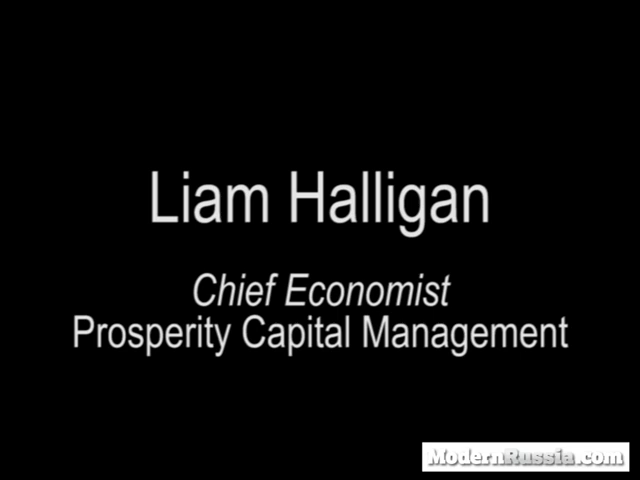 Liam Halligan
Chief Economist
Prosperity Capital Management
ModernRussia.com